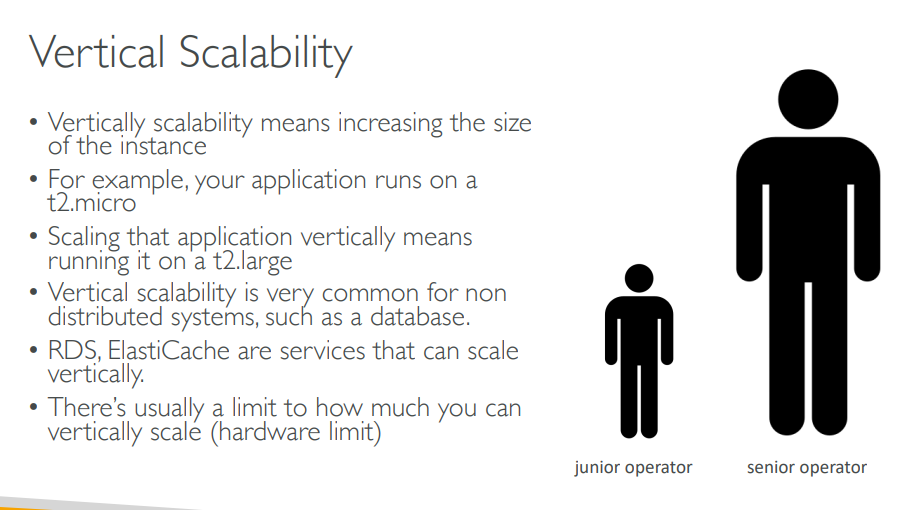 Vertical Scalability
• Vertically scalability means increasing the size
of the instance
• For example, your application runs on a
t2.micro
• Scaling that application vertically means
running it on a t2.large
• Vertical scalability is very common for non
distributed systems, such as a database.
• RDS, ElastiCache are services that can scale
vertically.
• There’s usually a limit to how much you can
vertically scale (hardware limit)
junior operator
senior operator